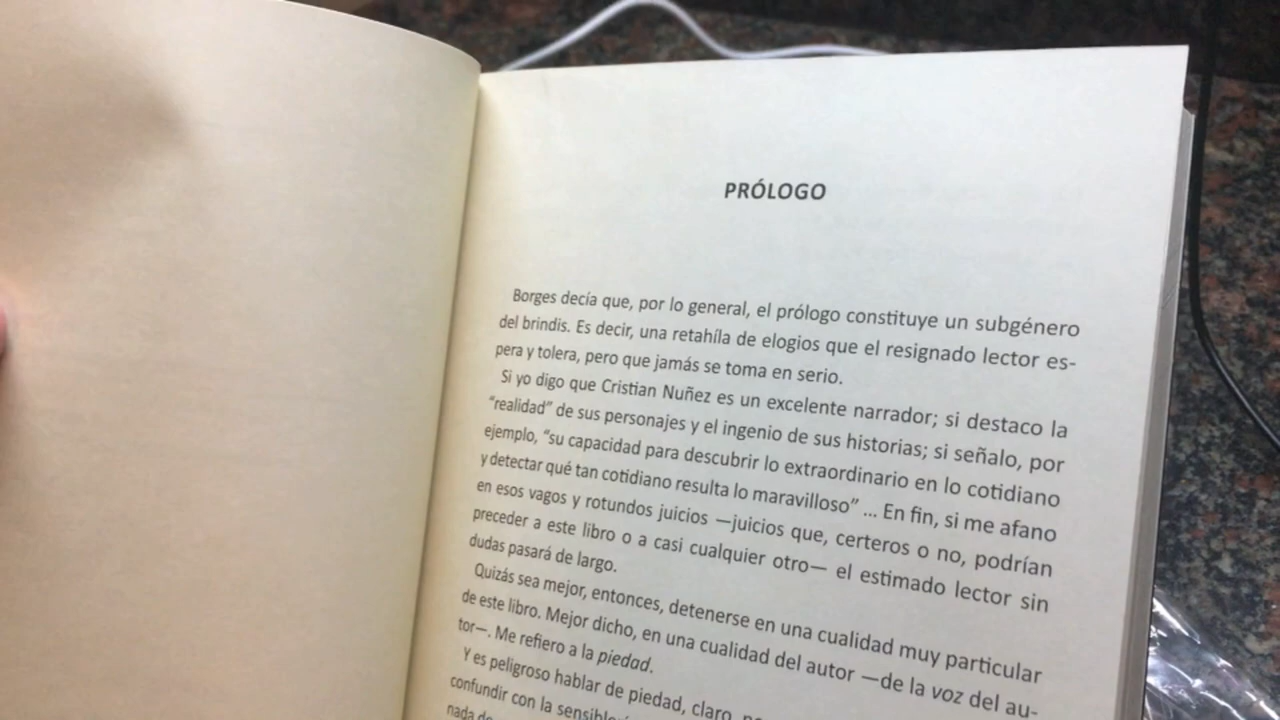 PRÓLOGO
Borges decía que, por lo general, el prólogo constituye un subgénero
del brindis. Es decir, una retahíla de elogios que el resignado lector es-
pera y tolera, pero que jamás se toma en serio.
Si yo digo que Cristian Nuñez es un excelente narrador; si destaco la
“realidad” de sus personajes y el ingenio de sus historias; si señalo, por
ejemplo, “su capacidad para descubrir lo extraordinario en lo cotidiano
y detectar qué tan cotidiano resulta lo maravilloso” ... En fin, si me afano
en esos vagos y rotundos juicios —juicios que, certeros o no, podrían
preceder a este libro o a casi cualquier otro— el estimado lector sin
dudas pasará de largo.
Quizás sea mejor, entonces, detenerse en una cualidad muy particular
de este libro. Mejor dicho, en una cualidad del autor —de la voz del au-
tor—. Me refiero a la piedad.
Y es peligroso hablar de piedad, claro,
confundir con la
nada